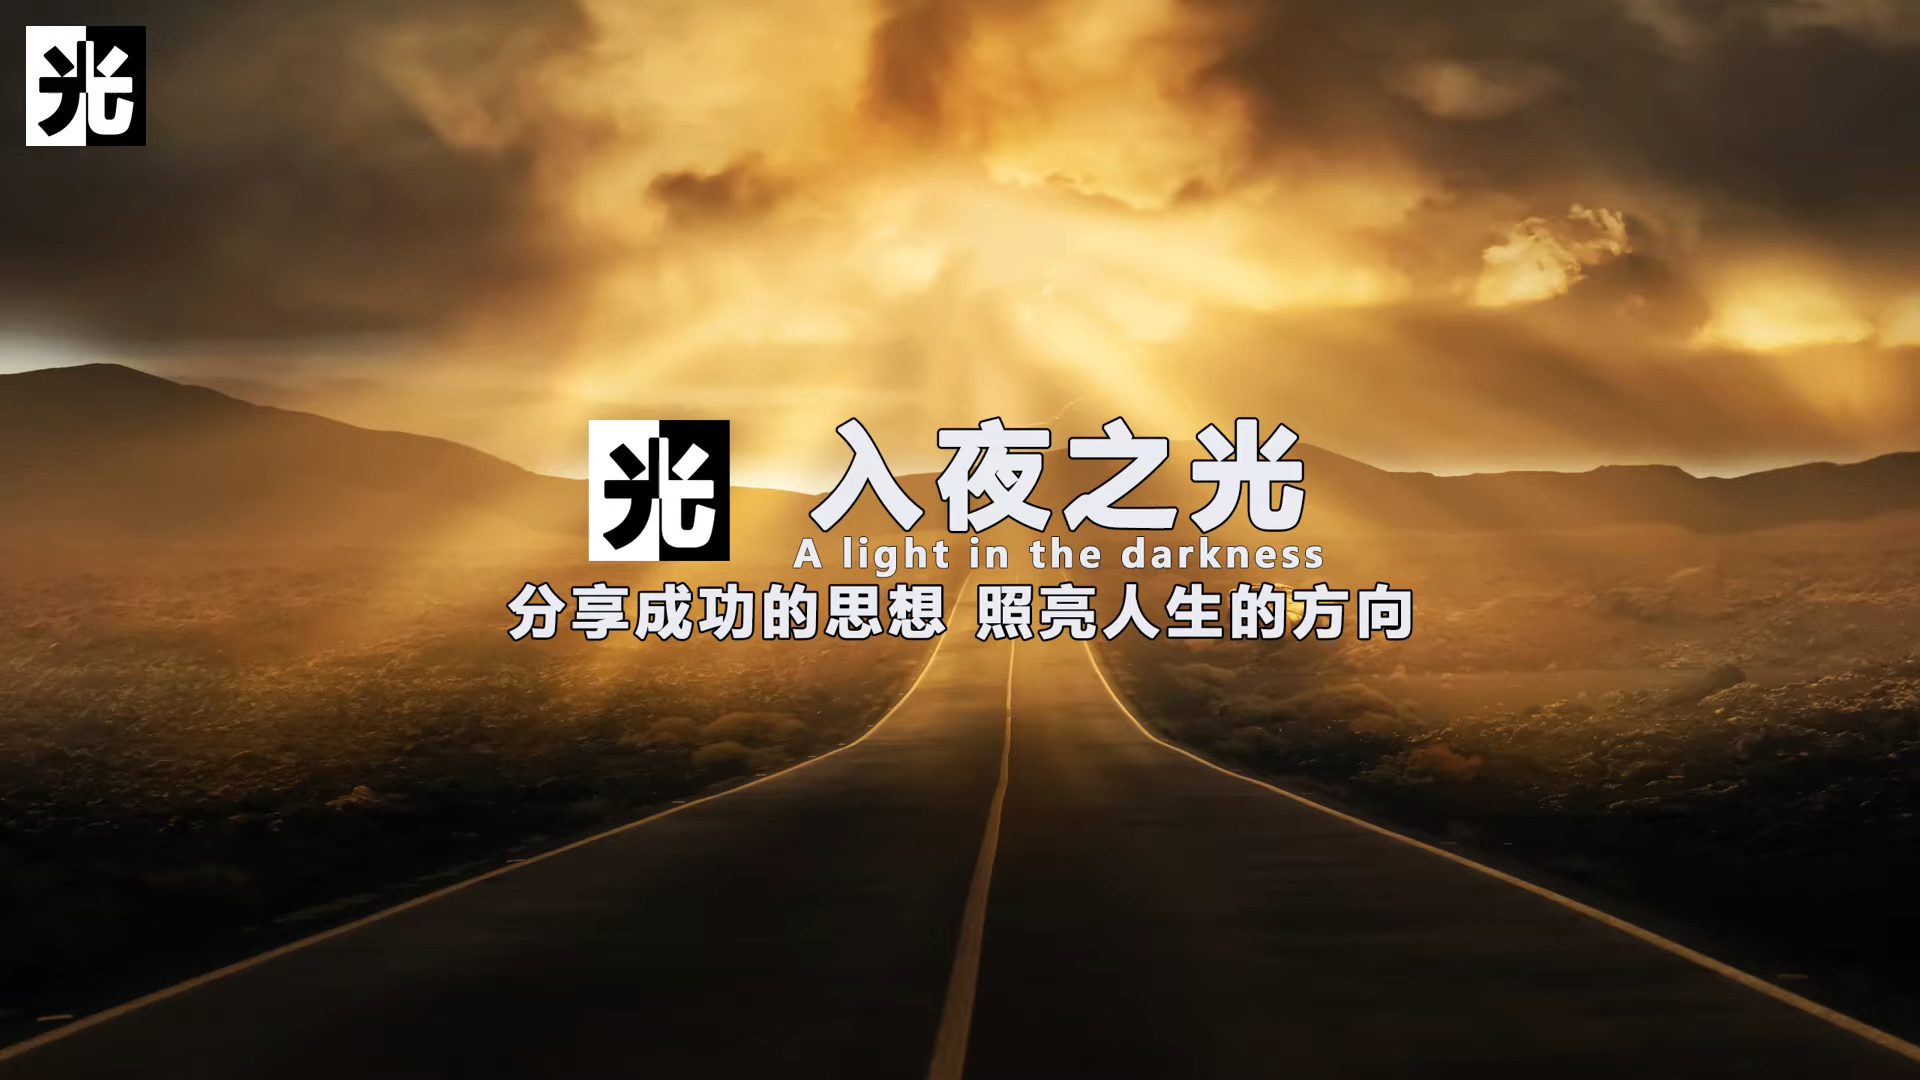 光
光
入夜之光
A light in the darkness
分享成功的思想 照亮人生的方向